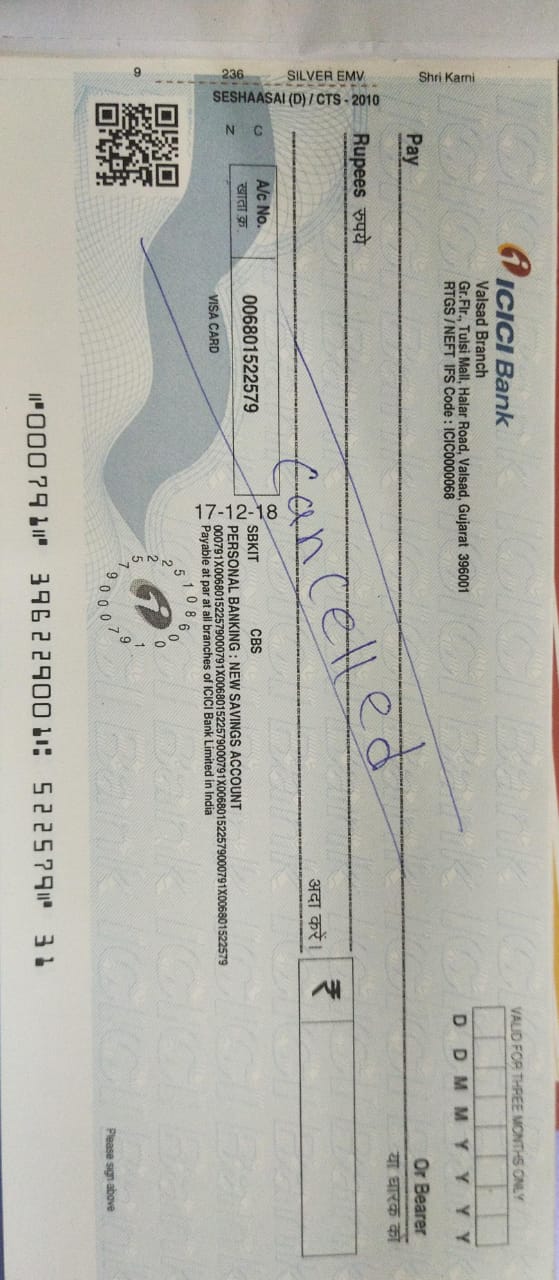 VALID FOR THREE MONTHS ONLY
ICICI Bank
Valsad Branch
Gr.Flr., Tulsi Mall, Halar Road, Valsad, Gujarat 396001
RTGS / NEFT IFS Code : ICIC0000068
D D M M Y Y Y Y
Shri Karni
Pay
Or Bearer
या धारक को
Rupees रुपये
cancelled
अदा करें।
₹
SILVER EMV
A/c No.
खाता क्र.
006801522579
VISA CARD
N C
236
SESHAASAI (D) / CTS - 2010
17-12-18
SBKIT CBS
PERSONAL BANKING : NEW SAVINGS ACCOUNT
000791X006801522579000791X006801522579000791X006801522579000791X006801522579
Payable at par at all branches of ICICI Bank Limited in India
9
Please sign above
⑈000791⑈ 396229001⑆ 522579⑈ 31